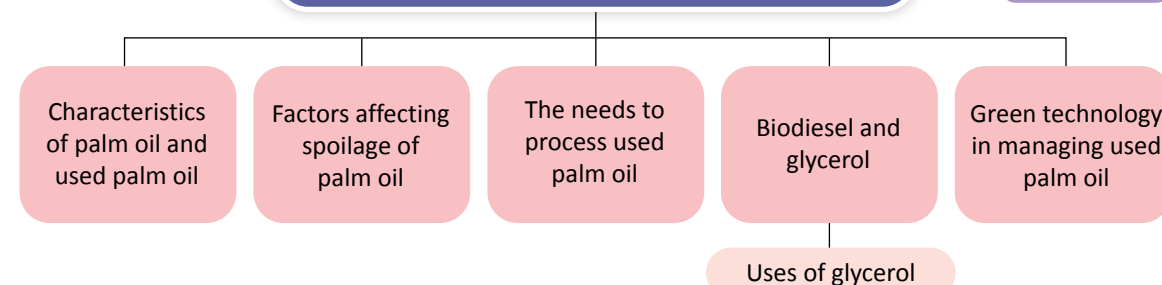 Characteristics
of palm oil and
used palm oil
Factors affecting
spoilage of
palm oil
The needs to
process used
palm oil
Biodiesel and
glycerol
Green technology
in managing used
palm oil
Uses of glycerol